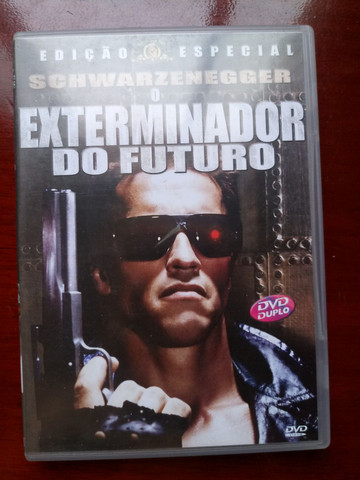 EDIÇÃO ESPECIAL
SCHWARZENEGGER
O
EXTERMINADOR
DO FUTURO
DVD
DUPLO
DVD